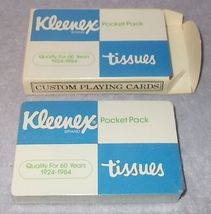 Kleenex Pocket Pack
BRAND
Quality For 60 Years
1924-1984
tissues
CUSTOM PLAYING CARDS
Kleenex Pocket Pack
BRAND
Quality For 60 Years
1924-1984
tissues